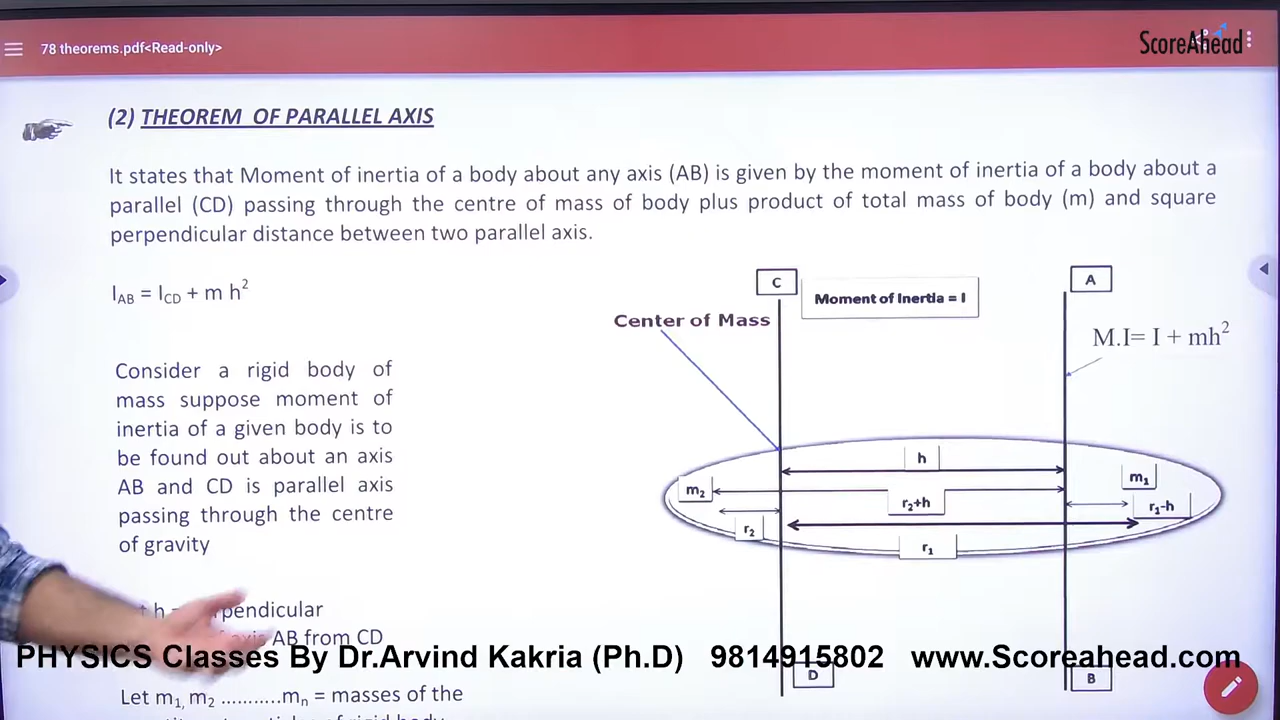 78 theorems.pdf<Read-only>
ScoreAhead
(2) THEOREM OF PARALLEL AXIS
It states that Moment of inertia of a body about any axis (AB) is given by the moment of inertia of a body about a
parallel (CD) passing through the centre of mass of body plus product of total mass of body (m) and square
perpendicular distance between two parallel axis.
I_AB = I_CD + m h²
C
Moment of Inertia = I
A
Center of Mass
M.I= I + mh²
Consider a rigid body of
mass suppose moment of
inertia of a given body is to
be found out about an axis
AB and CD is parallel axis
passing through the centre
of gravity
h
m₂
m₁
r₂+h
r₁-h
r₂
r₁
h =
AB from CD
PHYSICS Classes By Dr.Arvind Kakria (Ph.D) 9814915802 www.Scoreahead.com
D
B
Let m₁, m₂ ...........mₙ = masses of the